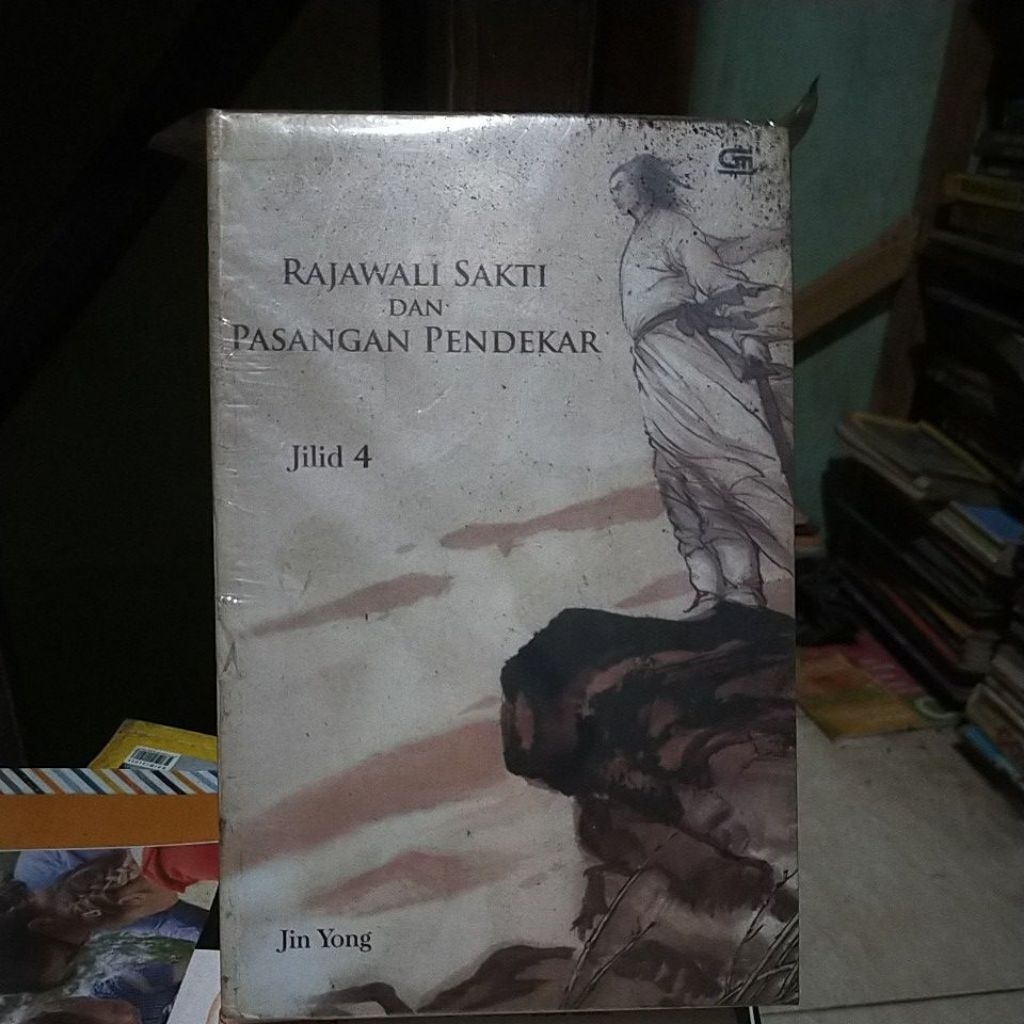 RAJAWALI SAKTI
DAN
PASANGAN PENDEKAR
Jilid 4
Jin Yong